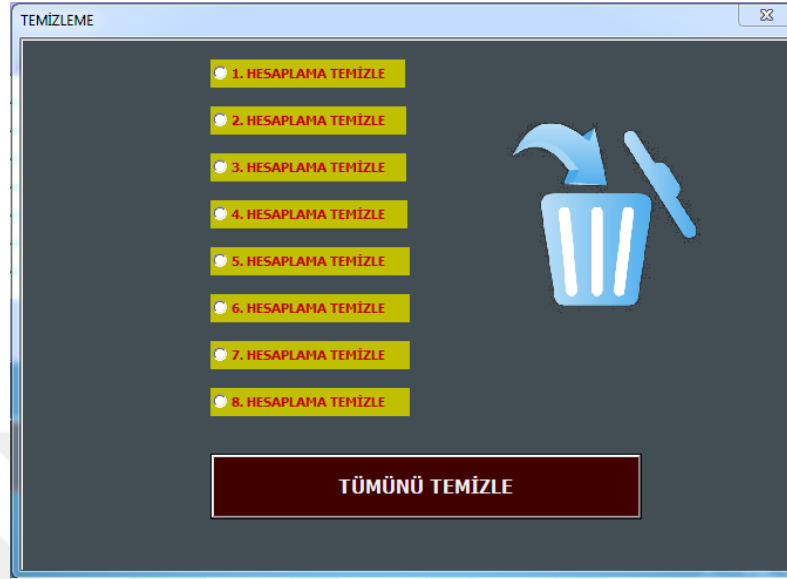 TEMİZLEME
1. HESAPLAMA TEMİZLE
2. HESAPLAMA TEMİZLE
3. HESAPLAMA TEMİZLE
4. HESAPLAMA TEMİZLE
5. HESAPLAMA TEMİZLE
6. HESAPLAMA TEMİZLE
7. HESAPLAMA TEMİZLE
8. HESAPLAMA TEMİZLE
TÜMÜNÜ TEMİZLE